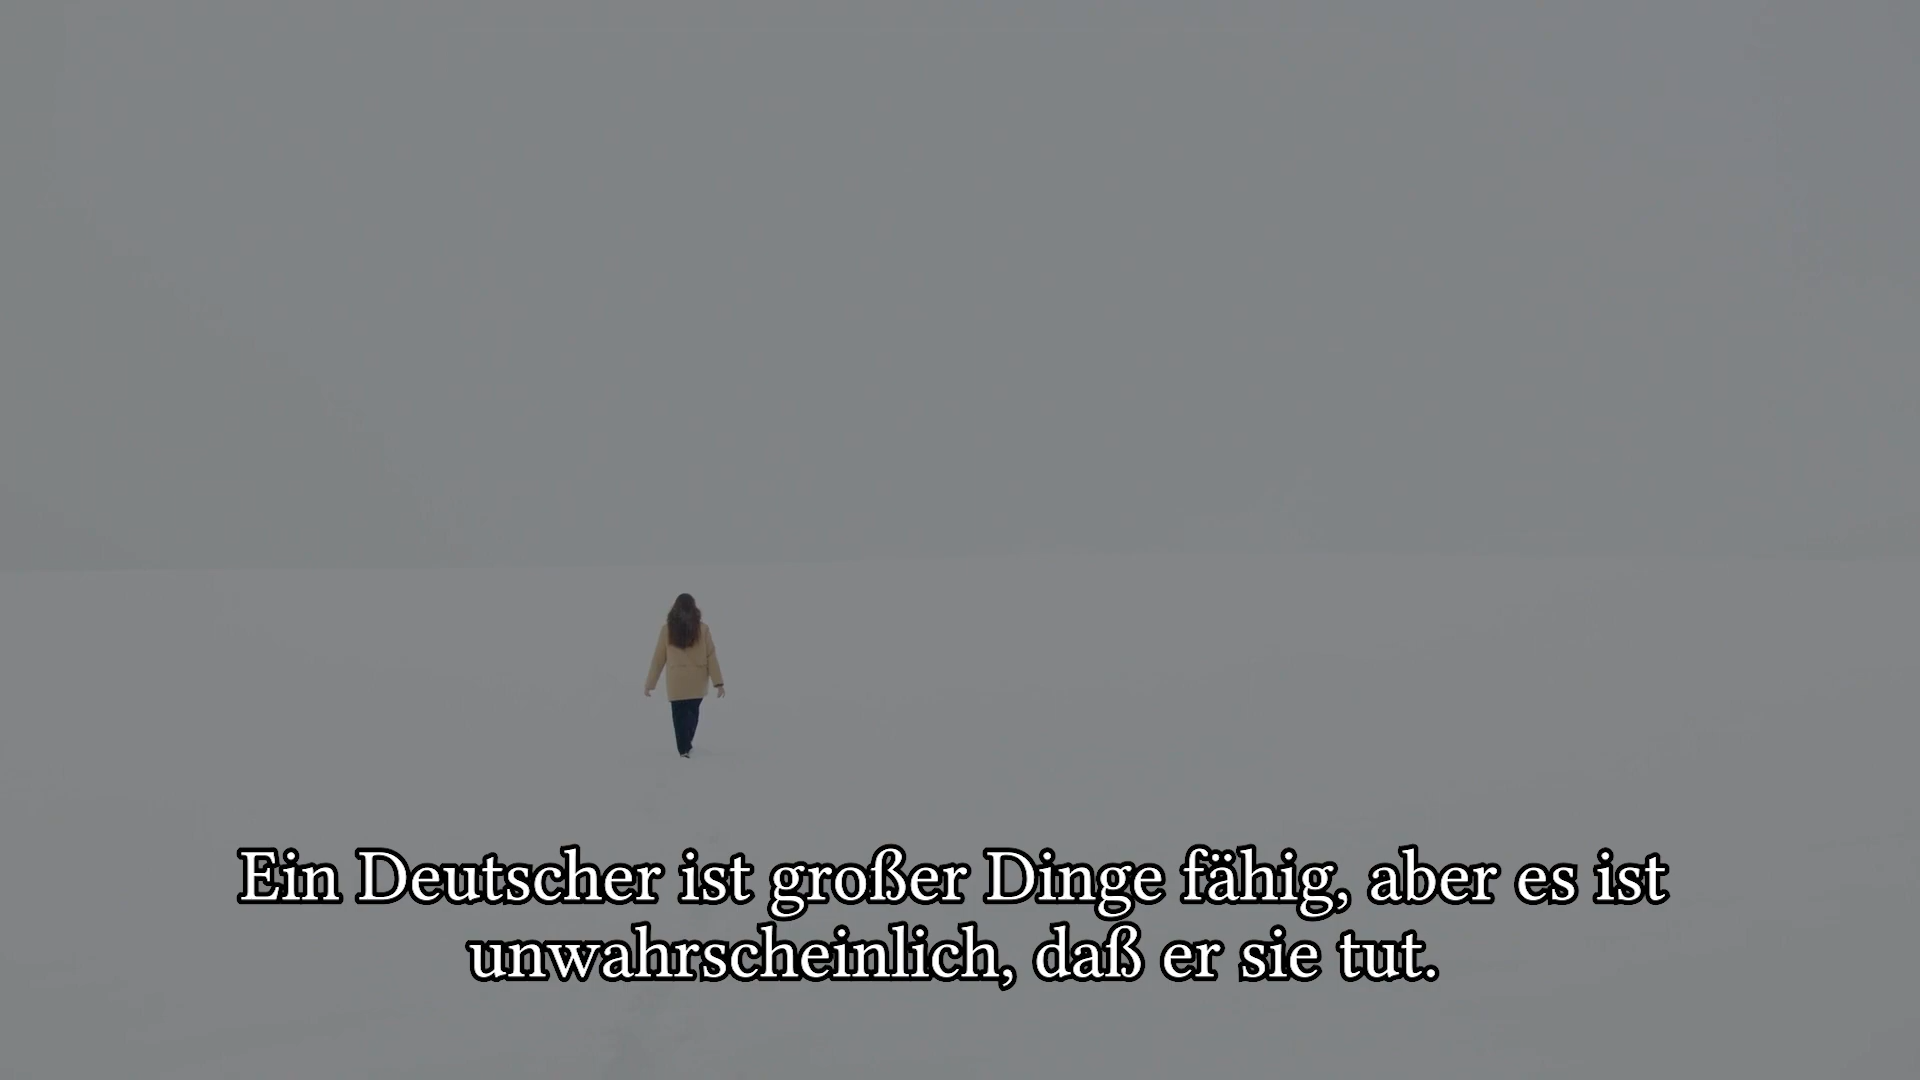 Ein Deutscher ist großer Dinge fähig, aber es ist
unwahrscheinlich, daß er sie tut.